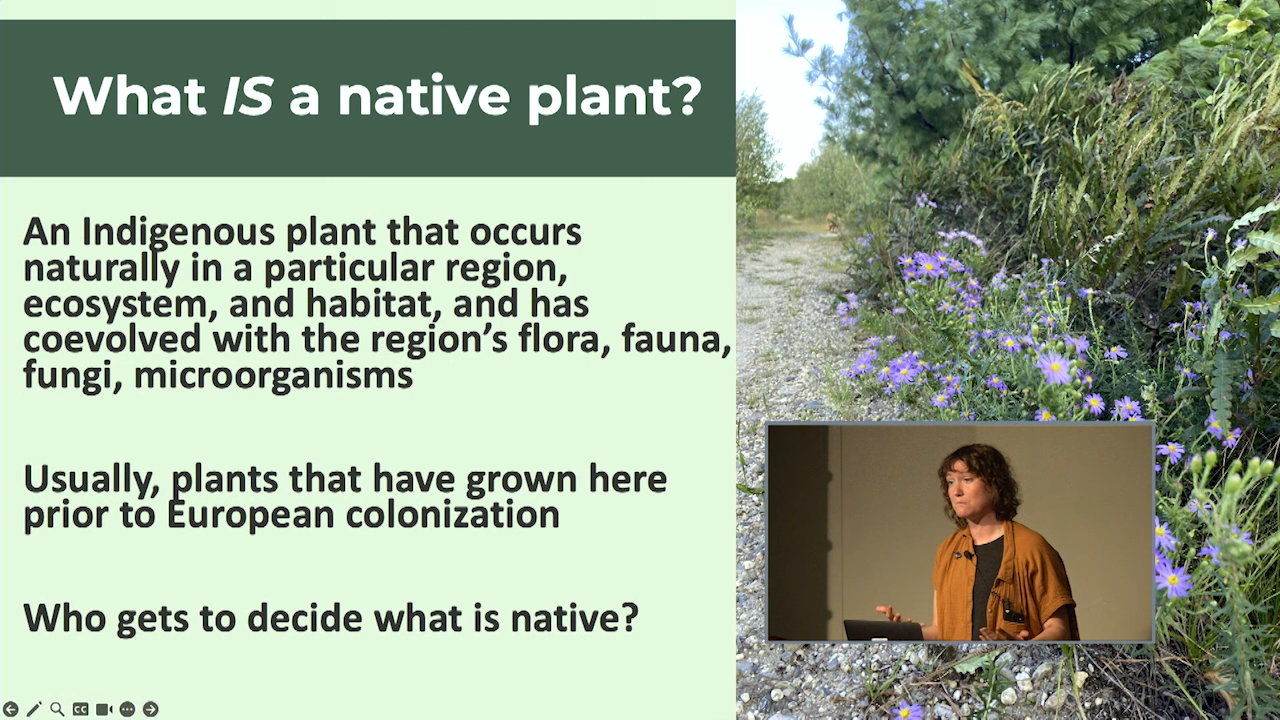 What IS a native plant?
An Indigenous plant that occurs
naturally in a particular region,
ecosystem, and habitat, and has
coevolved with the region’s flora, fauna,
fungi, microorganisms
Usually, plants that have grown here
prior to European colonization
Who gets to decide what is native?
CC